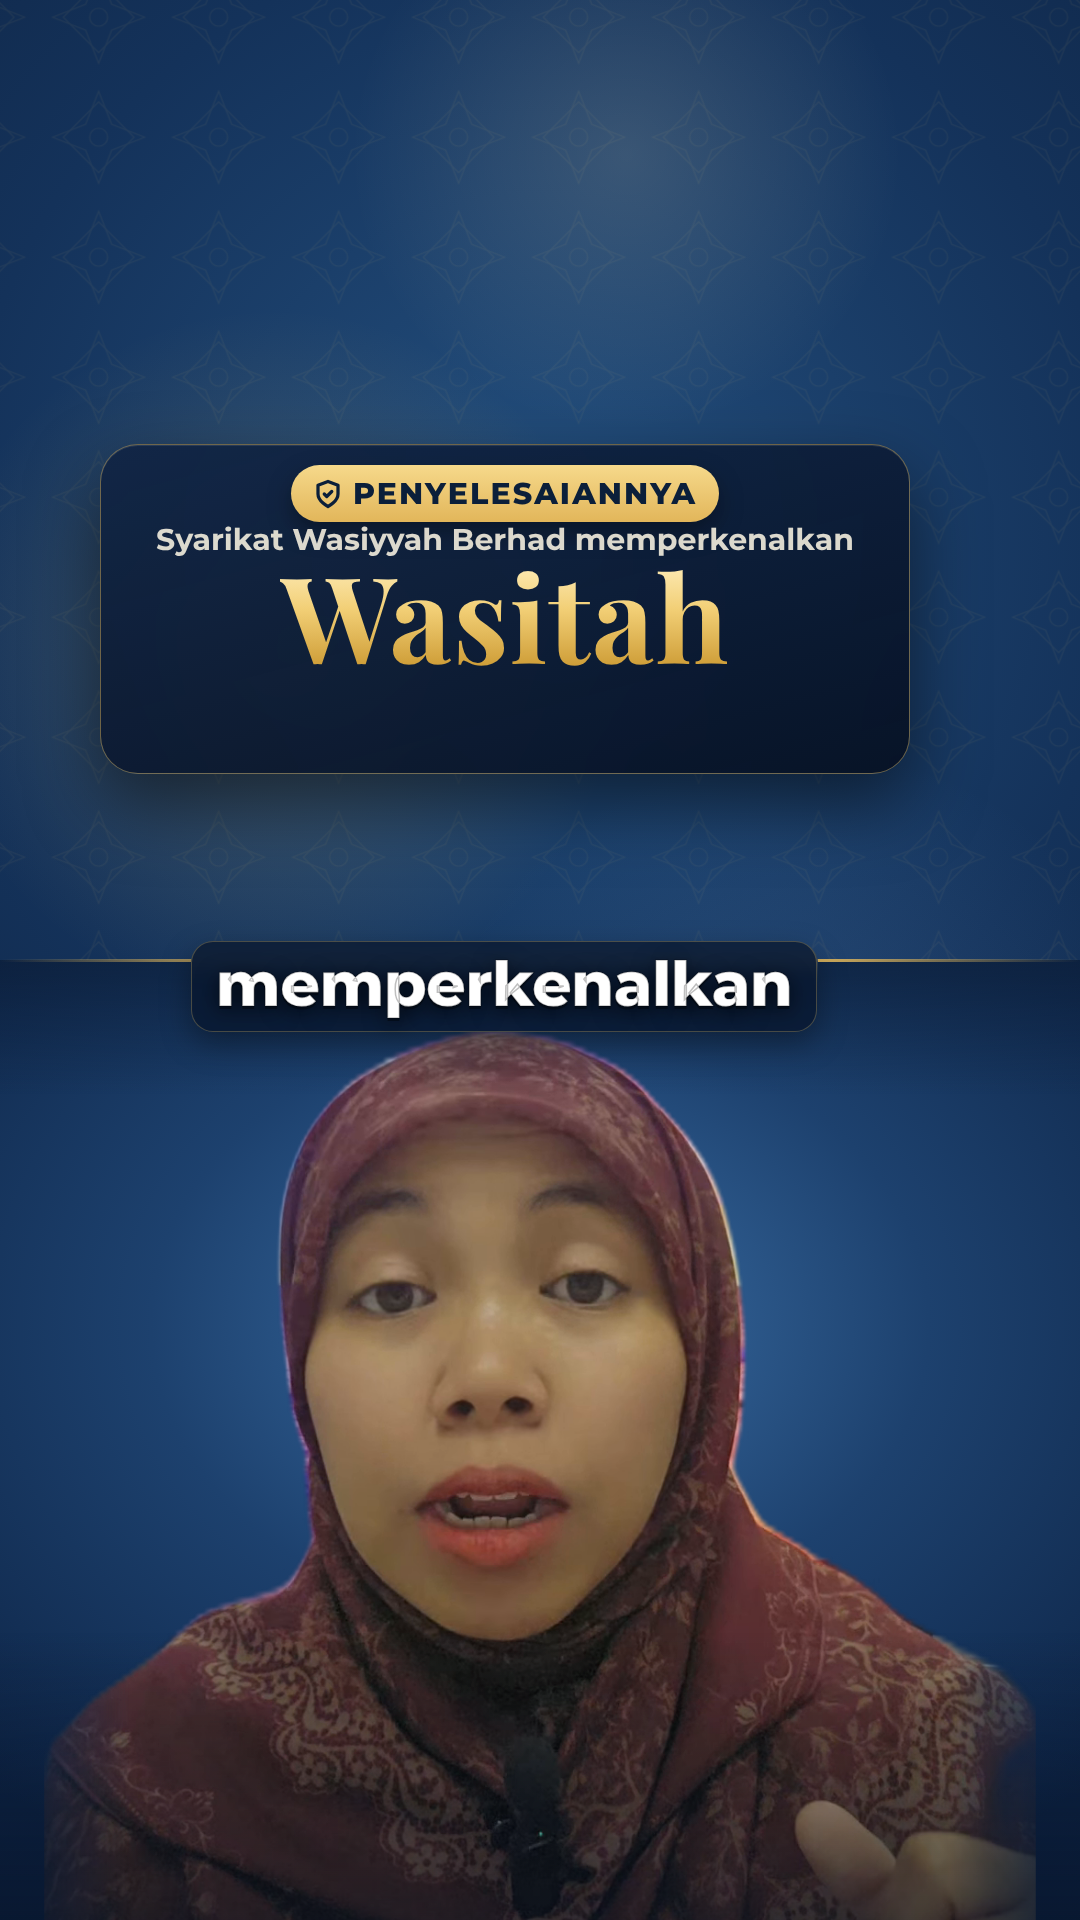 PENYELESAIANNYA
Syarikat Wasiyyah Berhad memperkenalkan
Wasitah
memperkenalkan